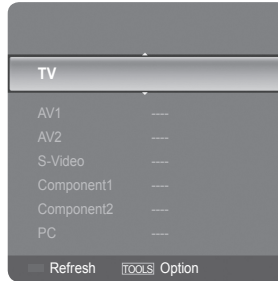 TV
AV1 ----
AV2 ----
S-Video ----
Component1 ----
Component2 ----
PC ----
Refresh TOOLS Option